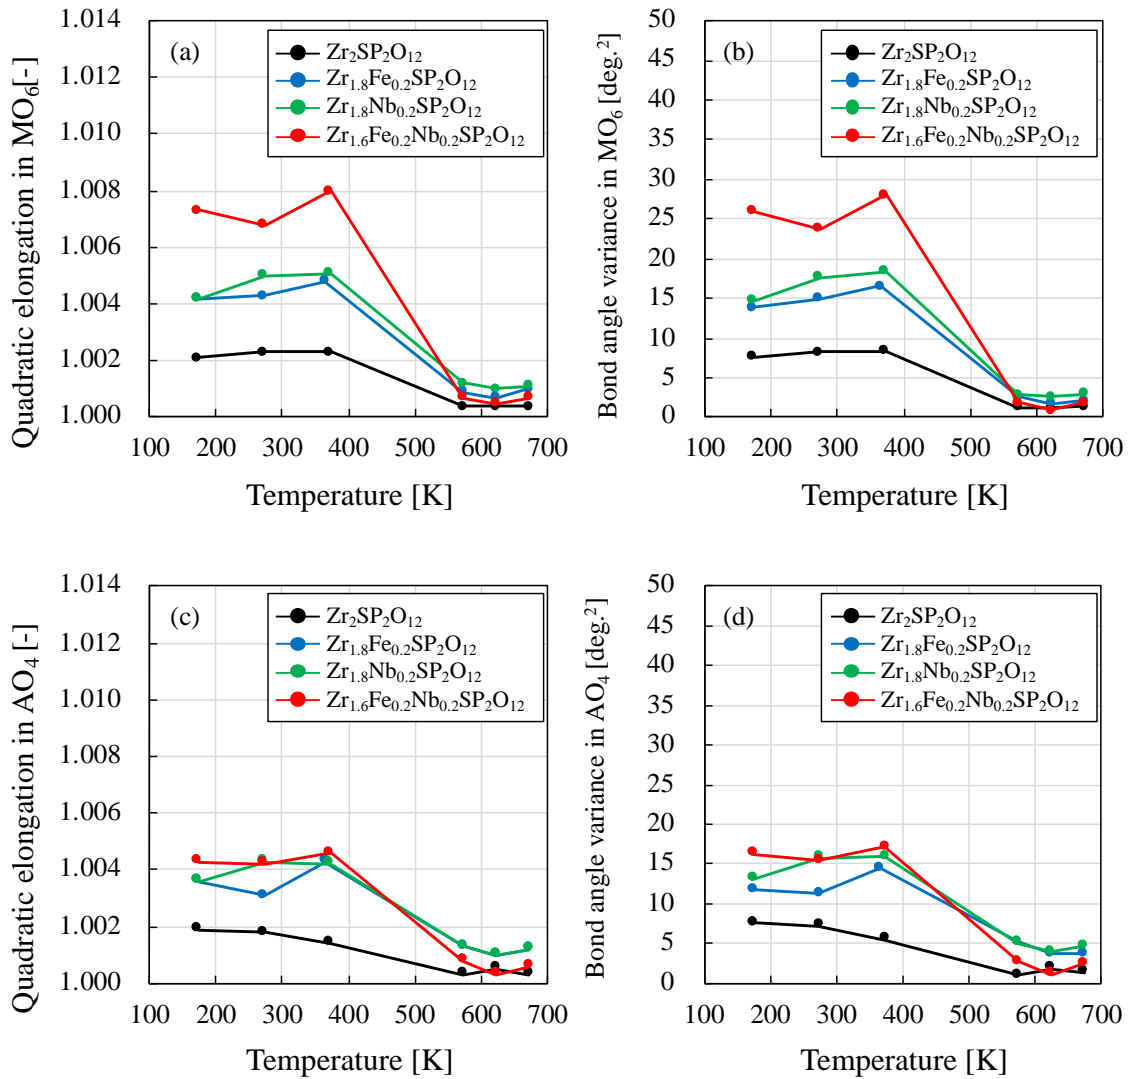 (a)
Quadratic elongation in MO₆[-]
1.014
1.012
1.010
1.008
1.006
1.004
1.002
1.000
Zr₂SP₂O₁₂
Zr₁.₈Fe₀.₂SP₂O₁₂
Zr₁.₈Nb₀.₂SP₂O₁₂
Zr₁.₆Fe₀.₂Nb₀.₂SP₂O₁₂
100 200 300 400 500 600 700
Temperature [K]
(b)
Bond angle variance in MO₆ [deg.²]
50
45
40
35
30
25
20
15
10
5
0
Zr₂SP₂O₁₂
Zr₁.₈Fe₀.₂SP₂O₁₂
Zr₁.₈Nb₀.₂SP₂O₁₂
Zr₁.₆Fe₀.₂Nb₀.₂SP₂O₁₂
100 200 300 400 500 600 700
Temperature [K]
(c)
Quadratic elongation in AO₄ [-]
1.014
1.012
1.010
1.008
1.006
1.004
1.002
1.000
Zr₂SP₂O₁₂
Zr₁.₈Fe₀.₂SP₂O₁₂
Zr₁.₈Nb₀.₂SP₂O₁₂
Zr₁.₆Fe₀.₂Nb₀.₂SP₂O₁₂
100 200 300 400 500 600 700
Temperature [K]
(d)
Bond angle variance in AO₄ [deg.²]
50
45
40
35
30
25
20
15
10
5
0
Zr₂SP₂O₁₂
Zr₁.₈Fe₀.₂SP₂O₁₂
Zr₁.₈Nb₀.₂SP₂O₁₂
Zr₁.₆Fe₀.₂Nb₀.₂SP₂O₁₂
100 200 300 400 500 600 700
Temperature [K]